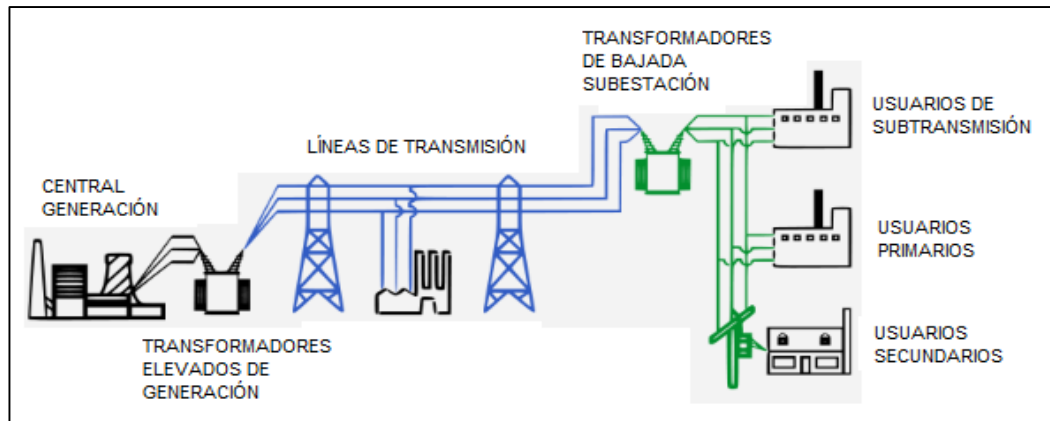 TRANSFORMADORES
DE BAJADA
SUBESTACIÓN
USUARIOS DE
SUBTRANSMISIÓN
LÍNEAS DE TRANSMISIÓN
CENTRAL
GENERACIÓN
USUARIOS
PRIMARIOS
TRANSFORMADORES
ELEVADOS DE
GENERACIÓN
USUARIOS
SECUNDARIOS